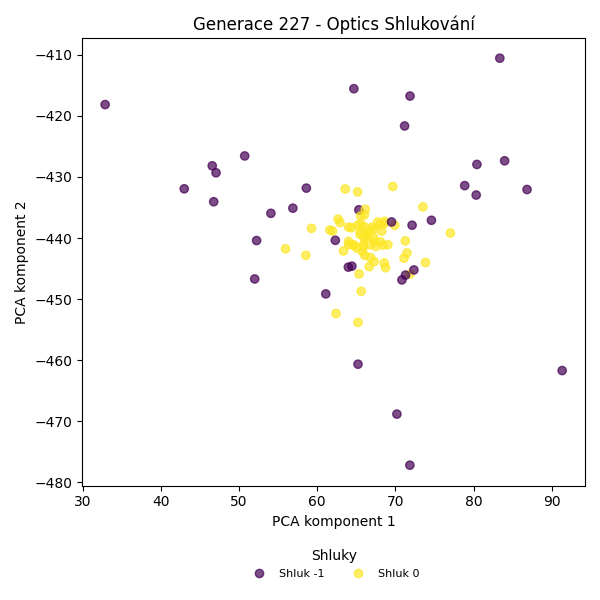 Generace 227 - Optics Shlukování
PCA komponent 2
−410
−420
−430
−440
−450
−460
−470
−480
30 40 50 60 70 80 90
PCA komponent 1
Shluky
Shluk -1 Shluk 0